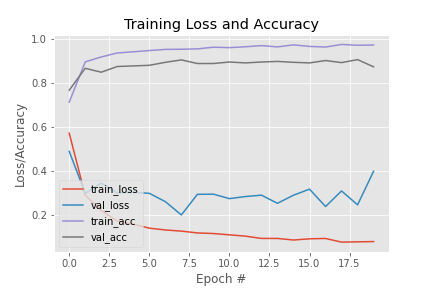 Training Loss and Accuracy
Loss/Accuracy
1.0
0.8
0.6
0.4
0.2
train_loss
val_loss
train_acc
val_acc
0.0 2.5 5.0 7.5 10.0 12.5 15.0 17.5
Epoch #